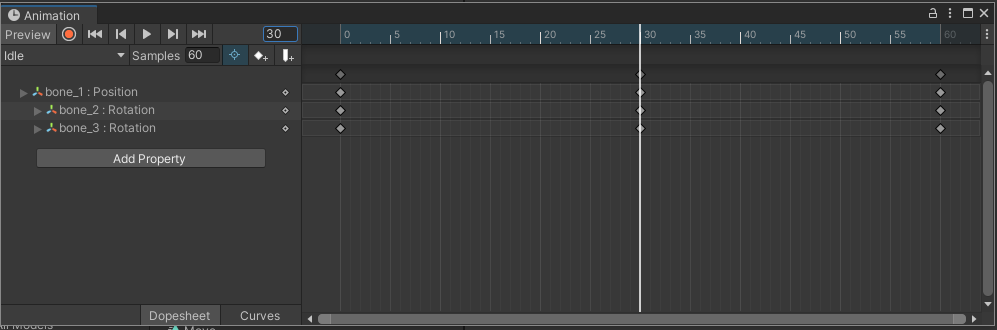 Animation
Preview 30 0 5 10 15 20 25 30 35 40 45 50 55 60
Idle Samples 60
bone_1 : Position
bone_2 : Rotation
bone_3 : Rotation
Add Property
Dopesheet Curves
All Models Move